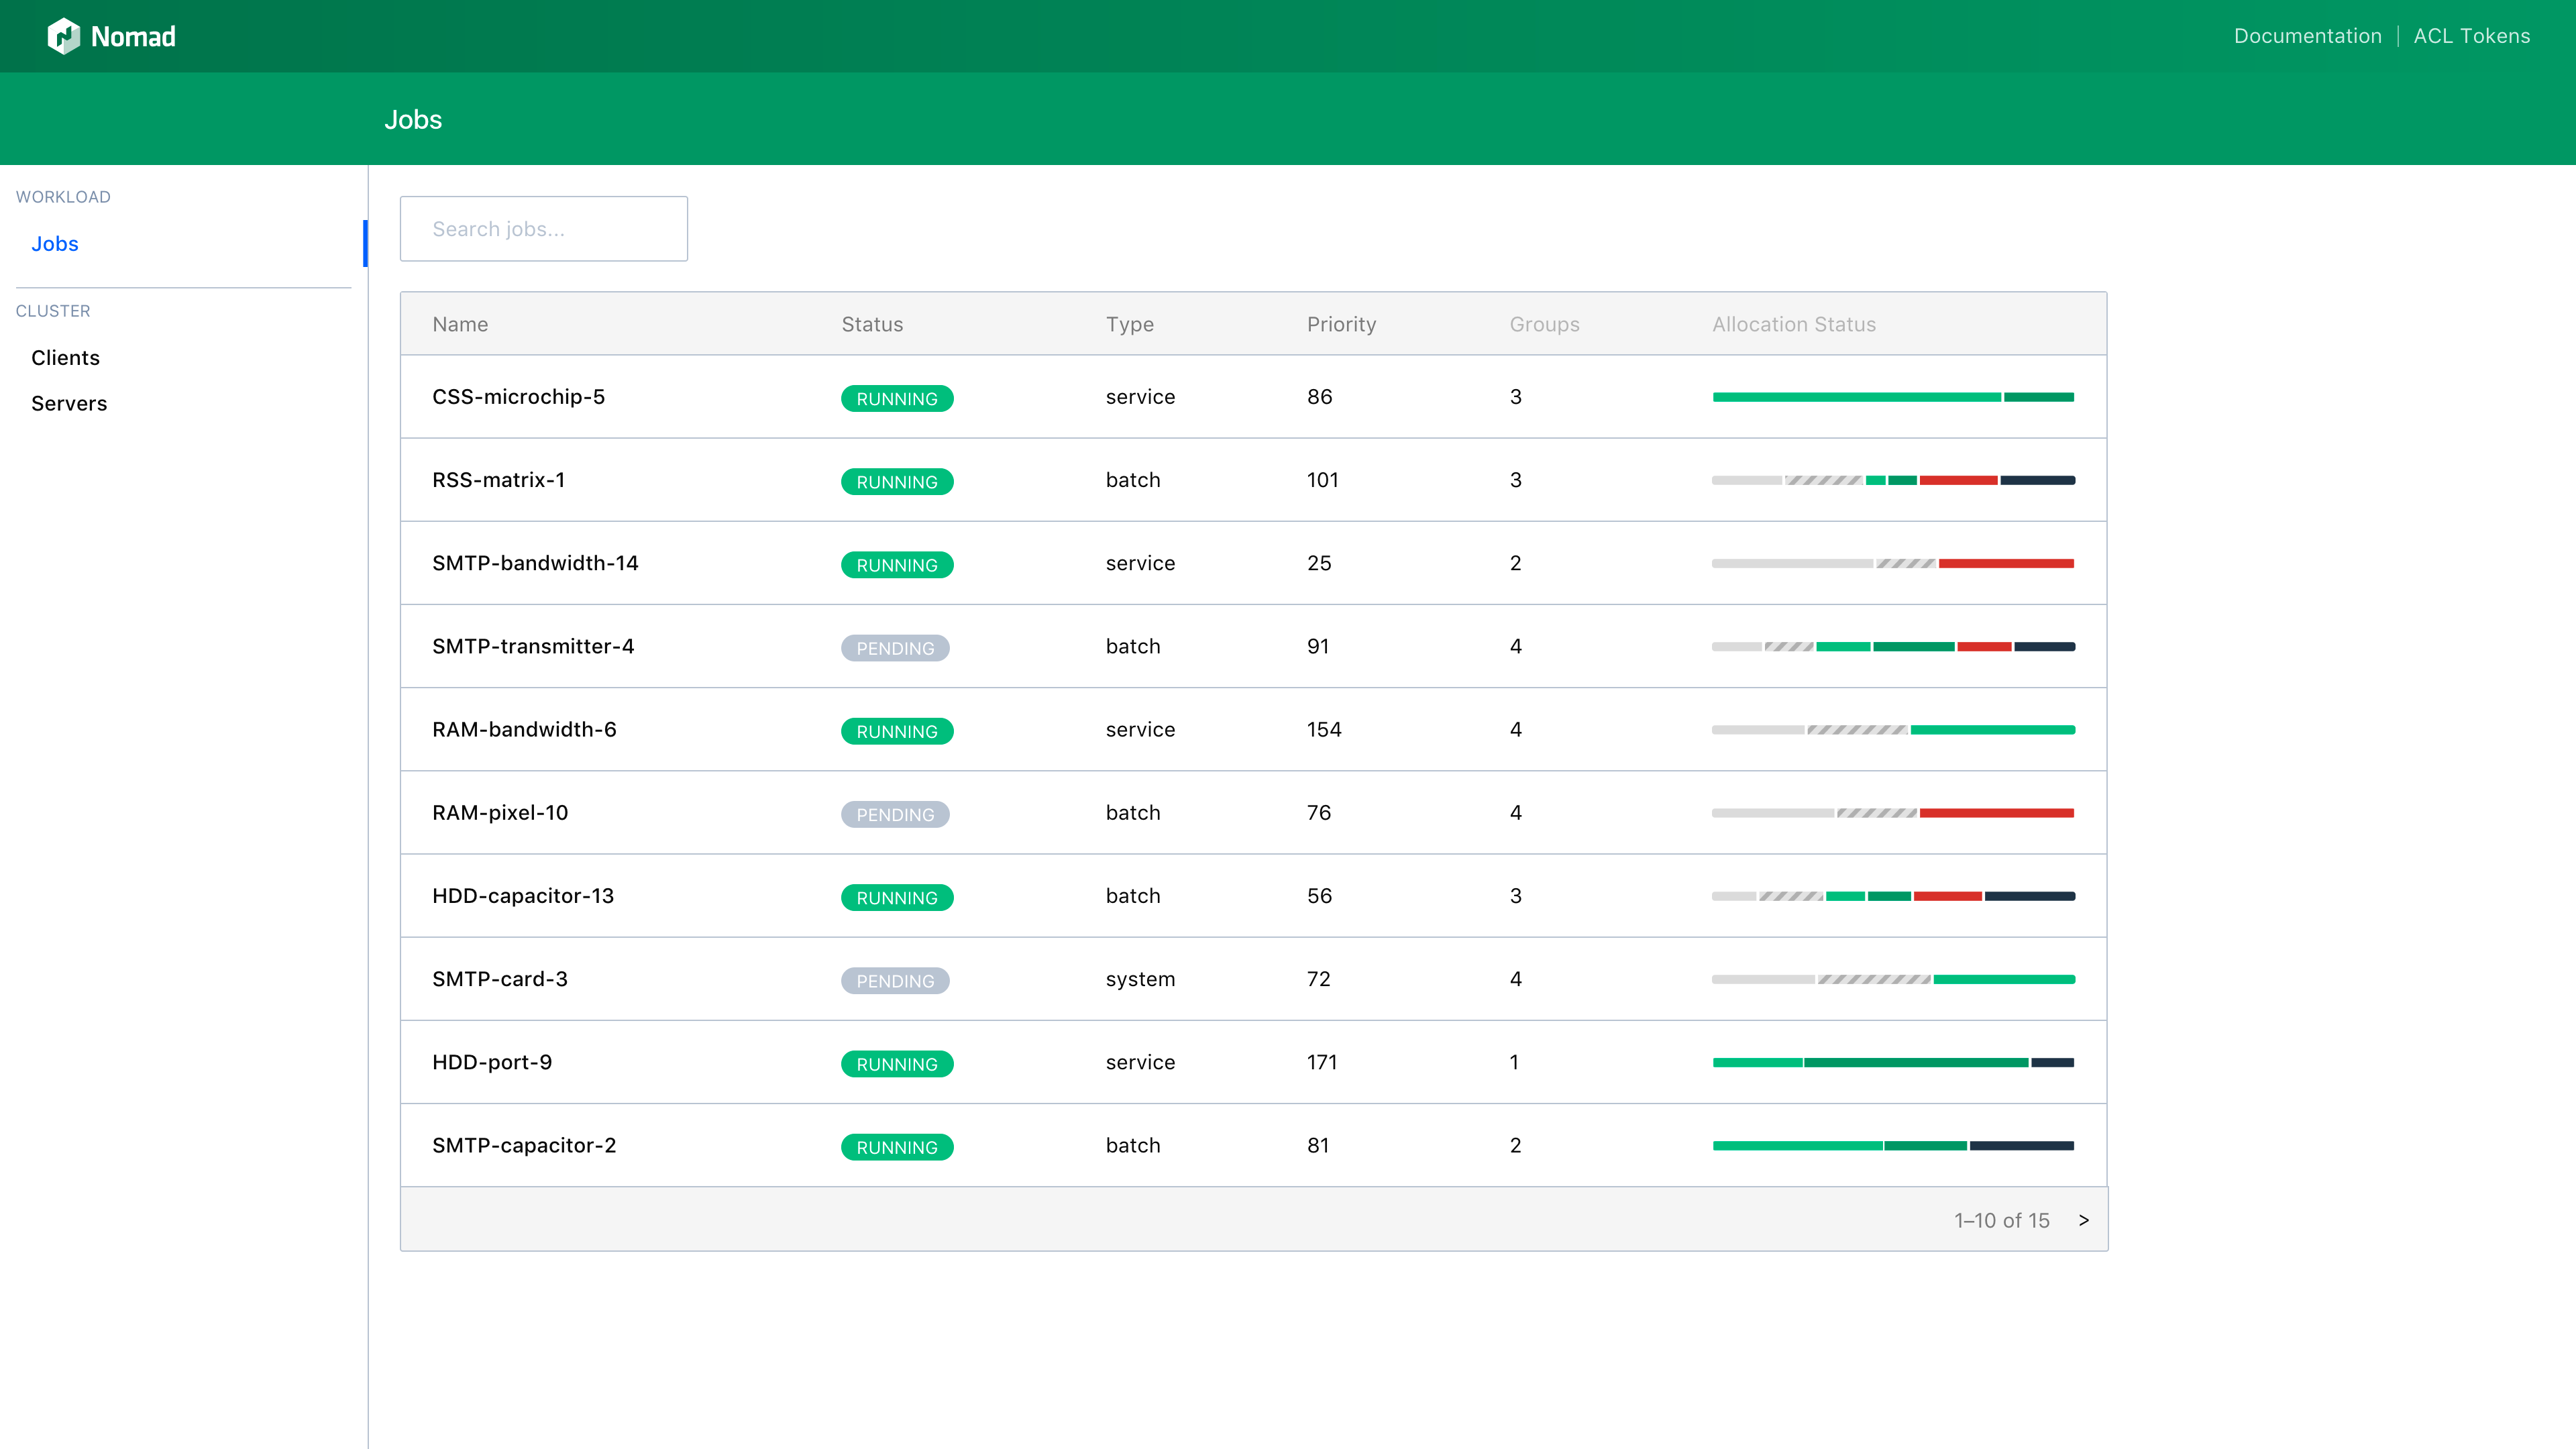 Nomad
Documentation | ACL Tokens
Jobs
WORKLOAD
Jobs
CLUSTER
Clients
Servers
Search jobs...
Name Status Type Priority Groups Allocation Status
CSS-microchip-5 RUNNING service 86 3
RSS-matrix-1 RUNNING batch 101 3
SMTP-bandwidth-14 RUNNING service 25 2
SMTP-transmitter-4 PENDING batch 91 4
RAM-bandwidth-6 RUNNING service 154 4
RAM-pixel-10 PENDING batch 76 4
HDD-capacitor-13 RUNNING batch 56 3
SMTP-card-3 PENDING system 72 4
HDD-port-9 RUNNING service 171 1
SMTP-capacitor-2 RUNNING batch 81 2
1–10 of 15 >